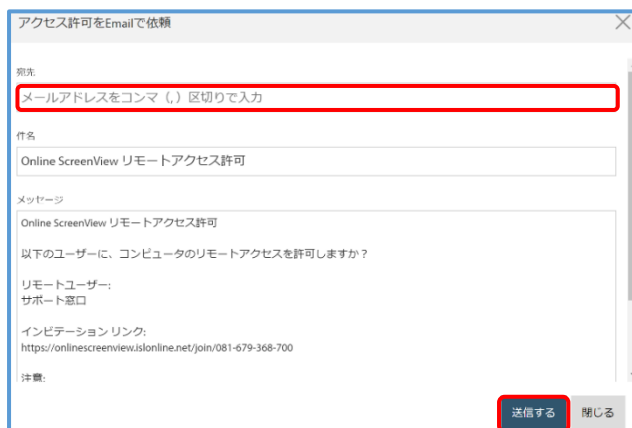 アクセス許可をEmailで依頼
宛先
メールアドレスをコンマ（,）区切りで入力
件名
Online ScreenView リモートアクセス許可
メッセージ
Online ScreenView リモートアクセス許可
以下のユーザーに、コンピュータのリモートアクセスを許可しますか？
リモートユーザー:
サポート窓口
インビテーション リンク:
https://onlinescreenview.islonline.net/join/081-679-368-700
注意:
送信する 閉じる